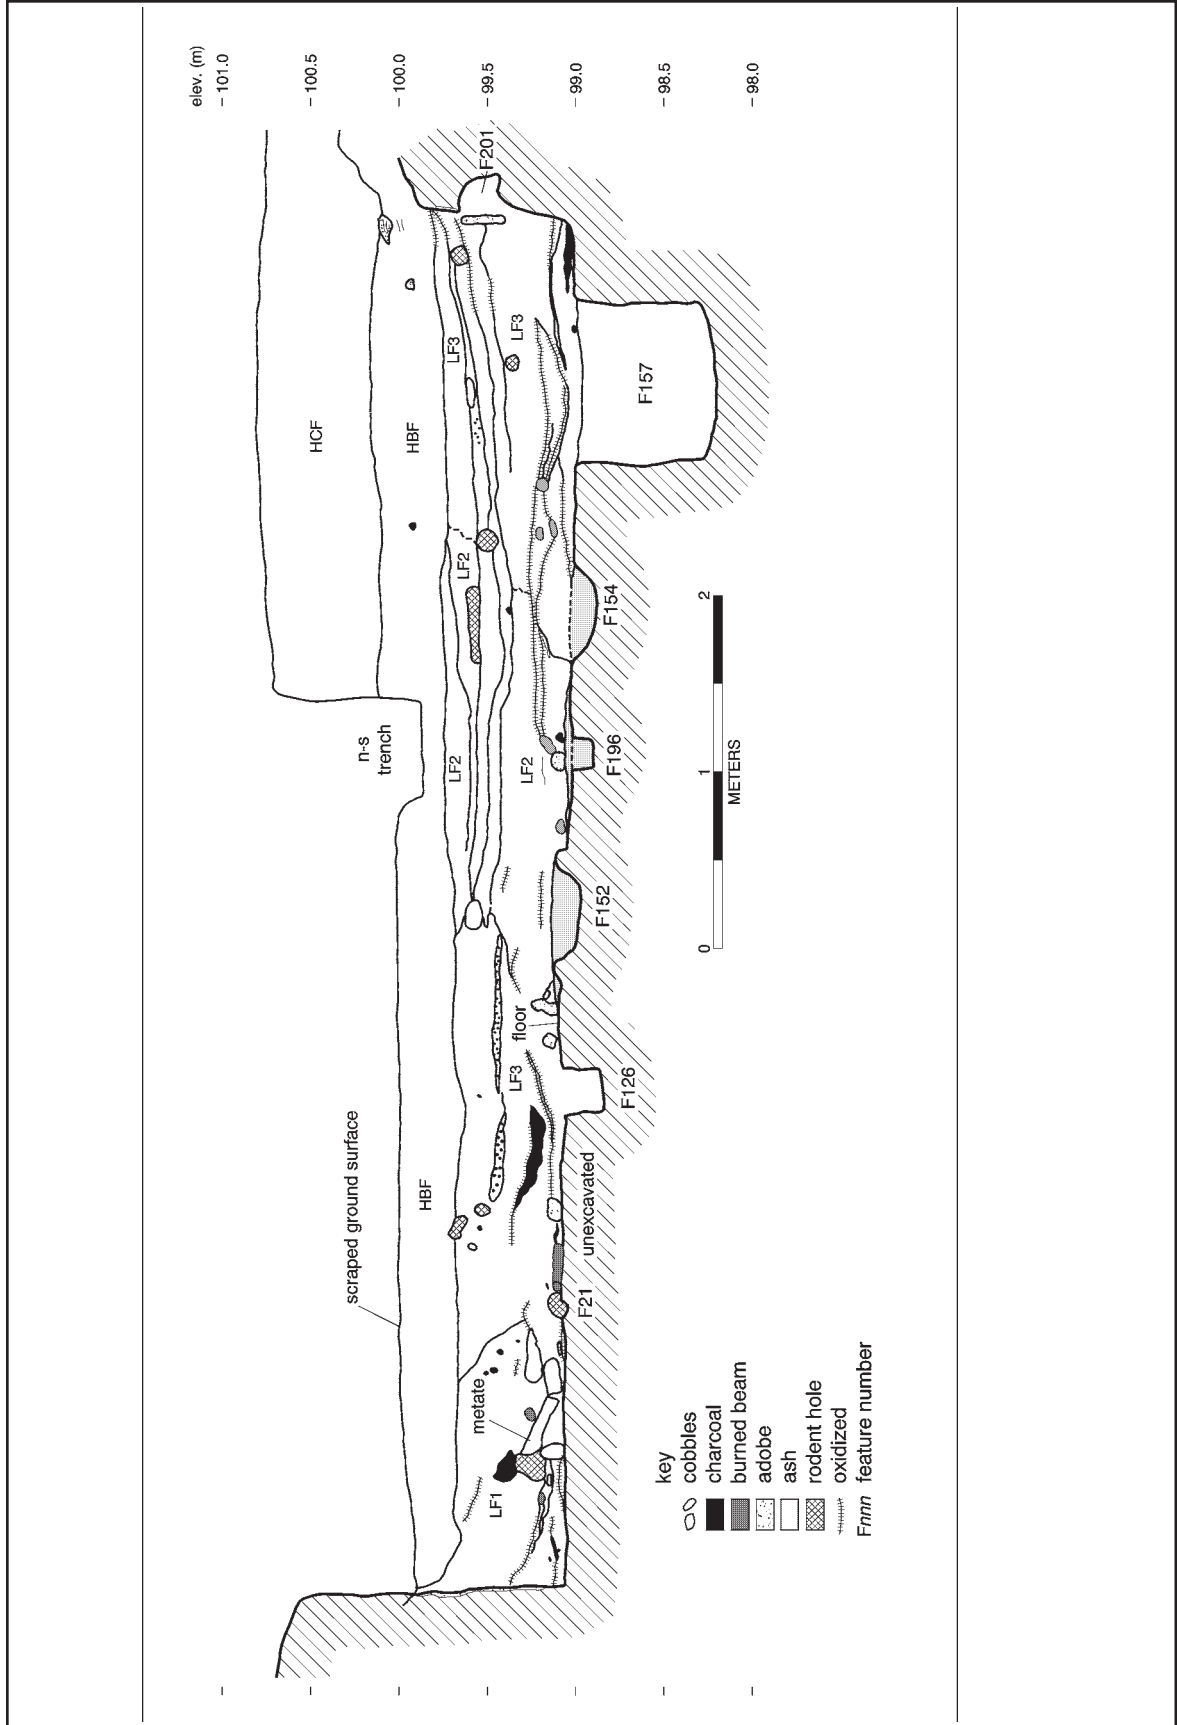 elev. (m)
101.0
100.5
100.0
99.5
99.0
98.5
98.0
scraped ground surface
n-s
trench
HCF
HBF
HBF
LF2
LF2
LF3
F201
LF1
metate
LF3
floor
LF2
LF3
F21
unexcavated
F126
F152
F196
F154
F157
key
cobbles
charcoal
burned beam
adobe
ash
rodent hole
oxidized
Fnnn feature number
0 1 2
METERS